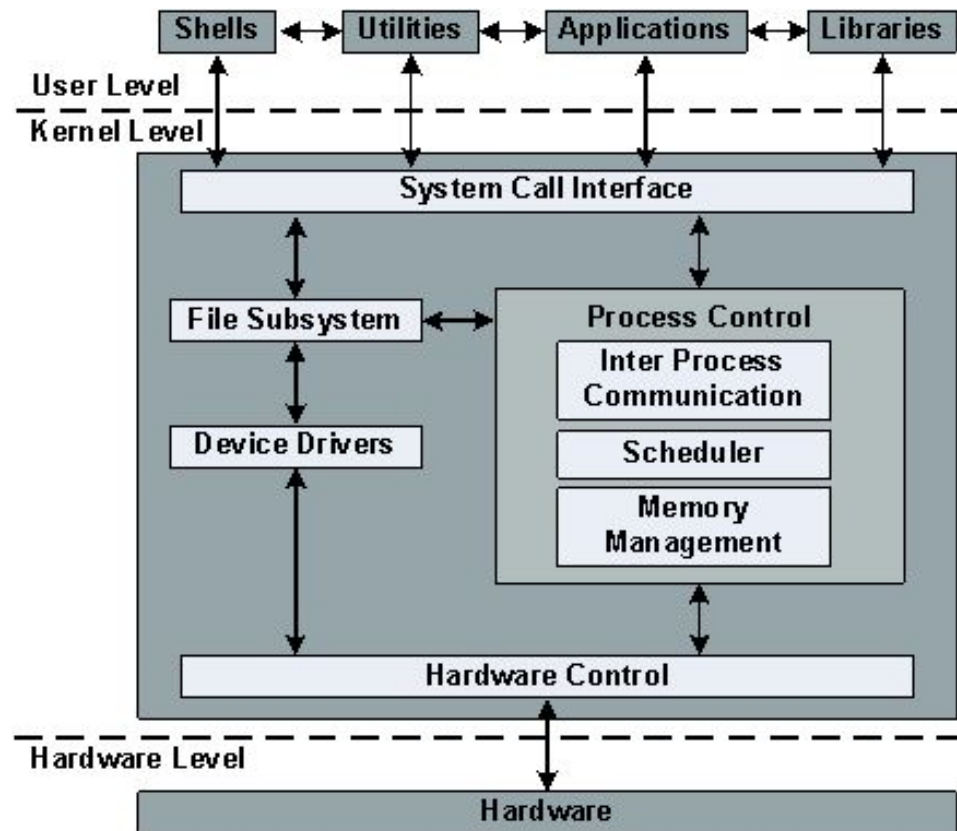 Shells
Utilities
Applications
Libraries
User Level
Kernel Level
System Call Interface
File Subsystem
Process Control
Inter Process
Communication
Device Drivers
Scheduler
Memory
Management
Hardware Control
Hardware Level
Hardware